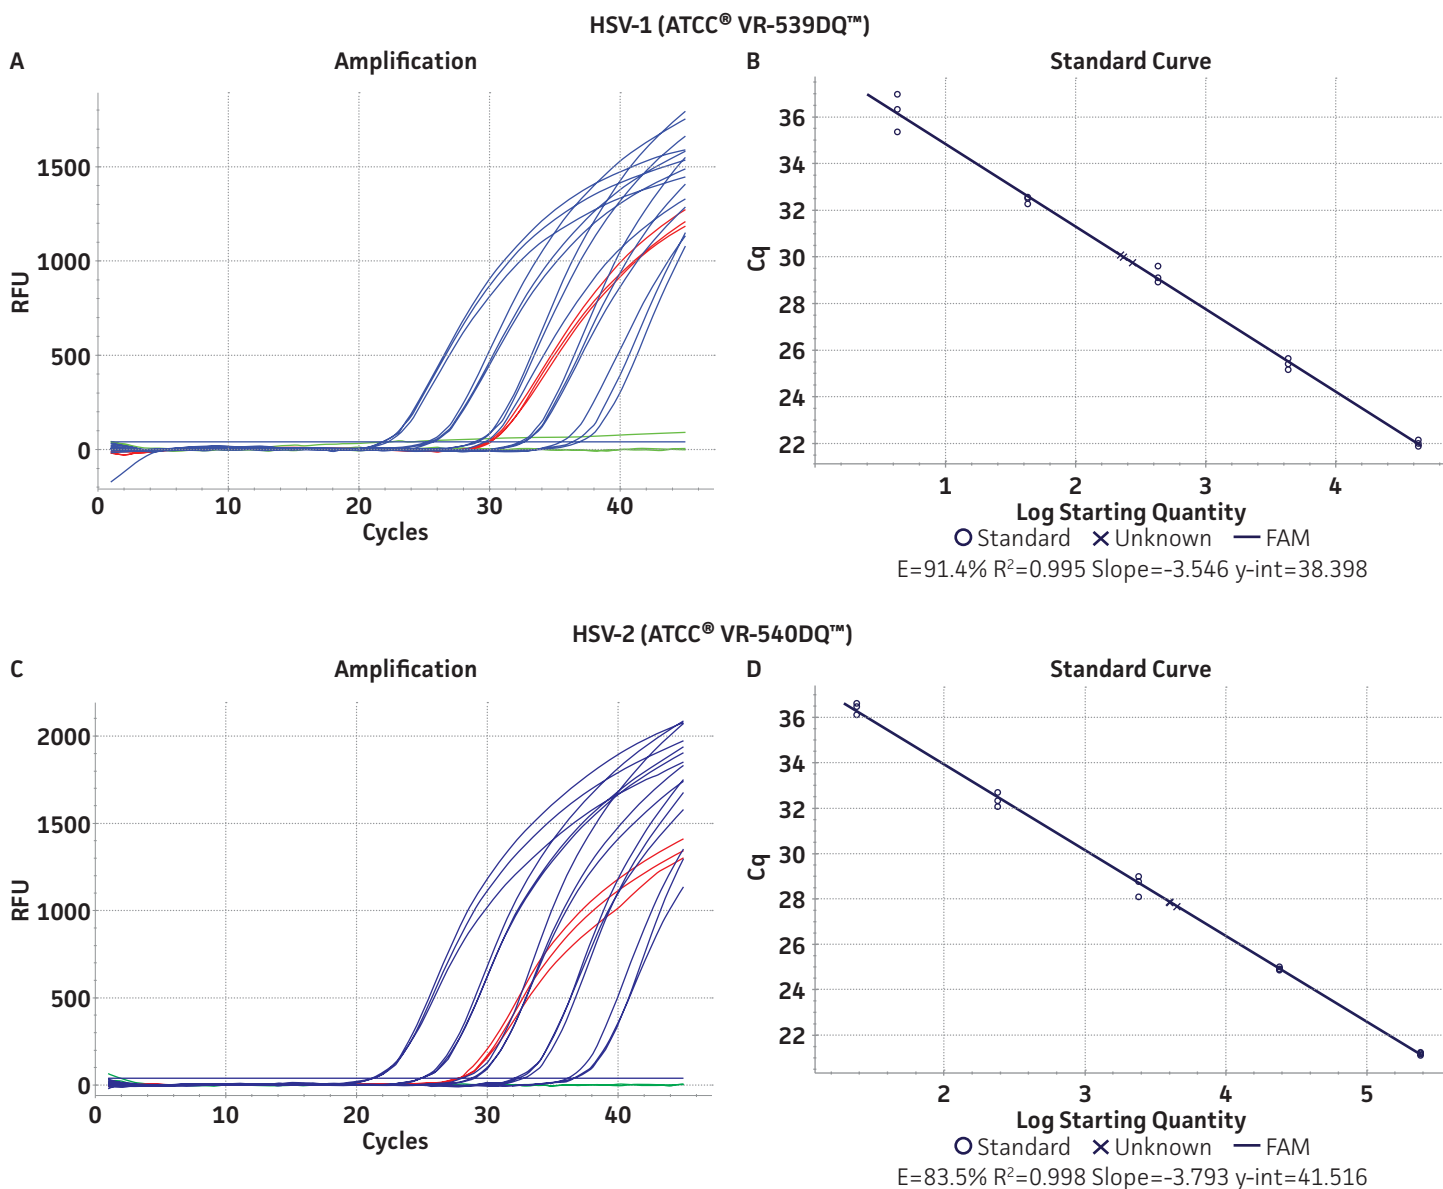 HSV-1 (ATCC® VR-539DQ™)
A
Amplification
1500
1000
500
0
RFU
0 10 20 30 40
Cycles
B
Standard Curve
36
34
32
30
28
26
24
22
Cq
1 2 3 4
Log Starting Quantity
Standard Unknown FAM
E=91.4% R²=0.995 Slope=-3.546 y-int=38.398
HSV-2 (ATCC® VR-540DQ™)
C
Amplification
2000
1500
1000
500
0
RFU
0 10 20 30 40
Cycles
D
Standard Curve
36
34
32
30
28
26
24
22
Cq
2 3 4 5
Log Starting Quantity
Standard Unknown FAM
E=83.5% R²=0.998 Slope=-3.793 y-int=41.516